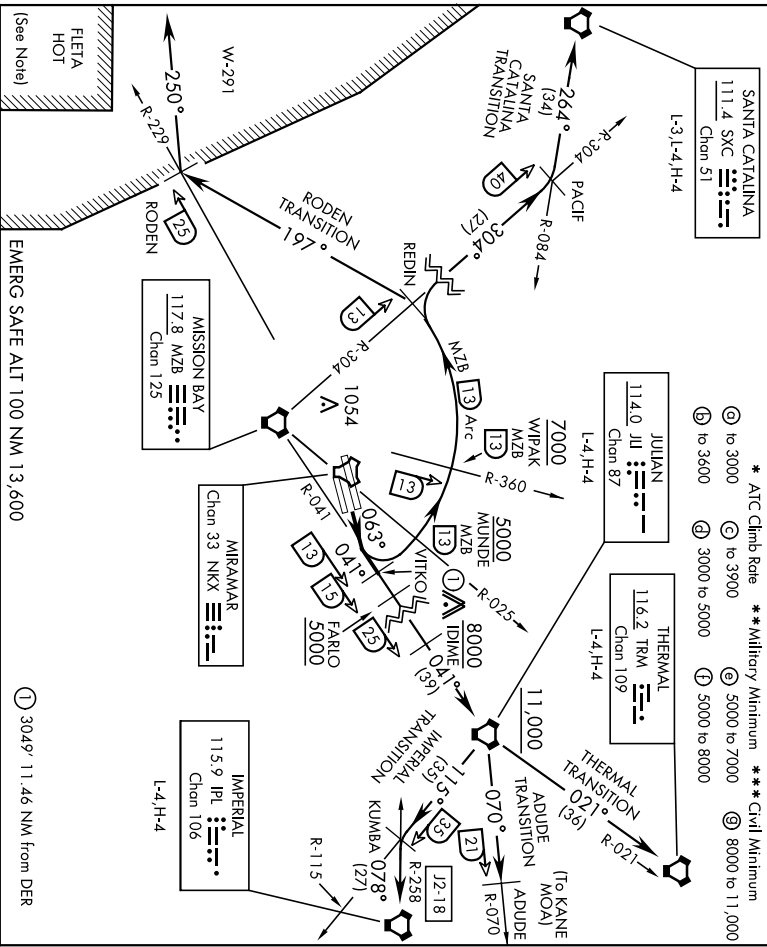 * ATC Climb Rate ** Military Minimum *** Civil Minimum
ⓐ to 3000
ⓑ to 3600
ⓒ to 3900
ⓓ 3000 to 5000
ⓔ 5000 to 7000
ⓕ 5000 to 8000
ⓖ 8000 to 11,000
SANTA CATALINA
111.4 SXC
Chan 51
L-3,L-4,H-4
JULIAN
114.0 JLI
Chan 87
L-4,H-4
THERMAL
116.2 TRM
Chan 109
L-4,H-4
SANTA
CATALINA
TRANSITION
264°
(34)
R-304
PACIF
R-084
40
304°
(27)
W-291
FLETA
HOT
(See Note)
250°
R-229
RODEN
25
RODEN
TRANSITION
197°
REDIN
13
R-304
MZB 13 Arc
7000
WIPAK
MZB 13
R-360
13
5000
MUNDE
MZB 13
1054
MISSION BAY
117.8 MZB
Chan 125
R-041
063°
041°
VITKO
①
R-025
13
15
25
FARLO
5000
8000
IDIME
041°
(39)
MIRAMAR
Chan 33 NKX
11,000
THERMAL
TRANSITION
021°
(36)
R-021
ADUDE
TRANSITION
070°
21
ADUDE
R-070
(To KANE
MOA)
IMPERIAL
TRANSITION
115°
(35)
35
KUMBA
R-258
078°
(27)
J2-18
R-115
IMPERIAL
115.9 IPL
Chan 106
L-4,H-4
EMERG SAFE ALT 100 NM 13,600
① 3049' 11.46 NM from DER